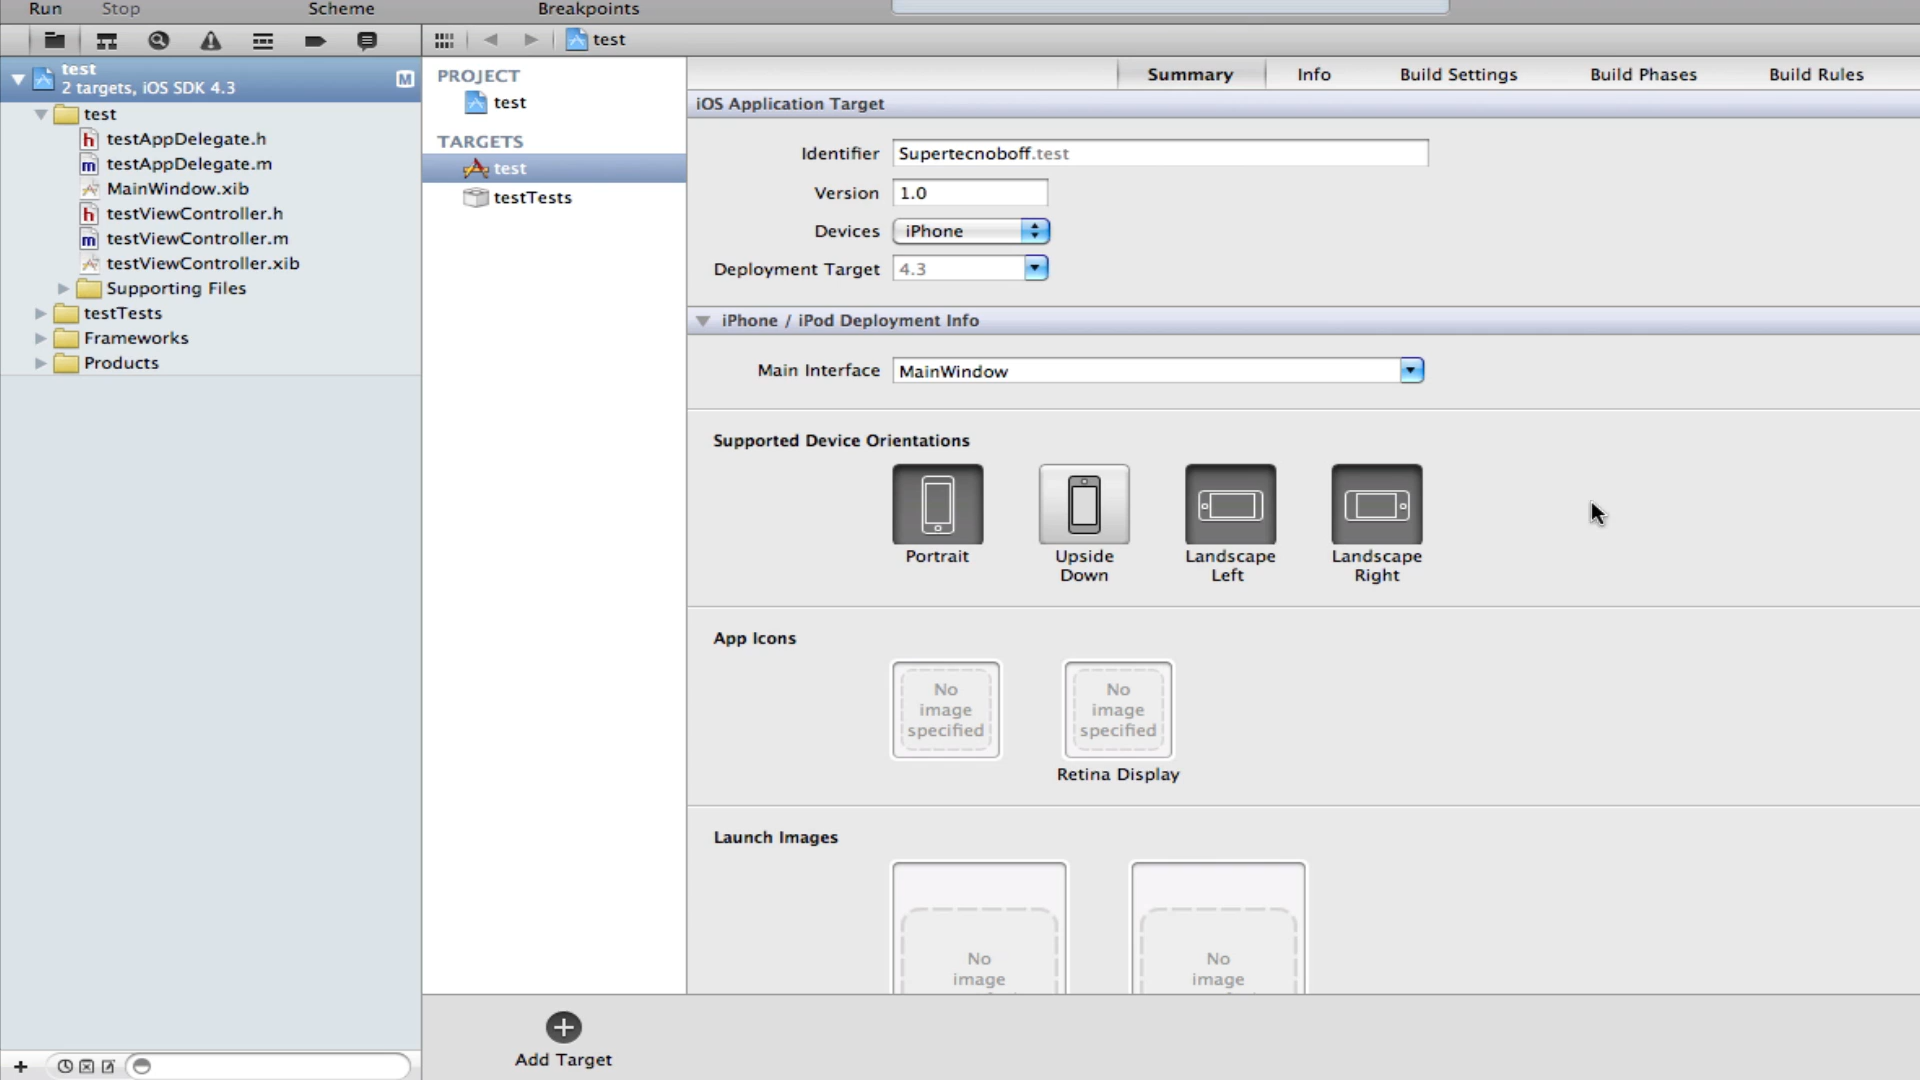 Run Stop Scheme Breakpoints
test
test
2 targets, iOS SDK 4.3
M
test
testAppDelegate.h
testAppDelegate.m
MainWindow.xib
testViewController.h
testViewController.m
testViewController.xib
Supporting Files
testTests
Frameworks
Products
PROJECT
test
TARGETS
test
testTests
Summary Info Build Settings Build Phases Build Rules
iOS Application Target
Identifier Supertecnoboff.test
Version 1.0
Devices iPhone
Deployment Target 4.3
iPhone / iPod Deployment Info
Main Interface MainWindow
Supported Device Orientations
Portrait
Upside
Down
Landscape
Left
Landscape
Right
App Icons
No
image
specified
No
image
specified
Retina Display
Launch Images
No
image
No
image
Add Target